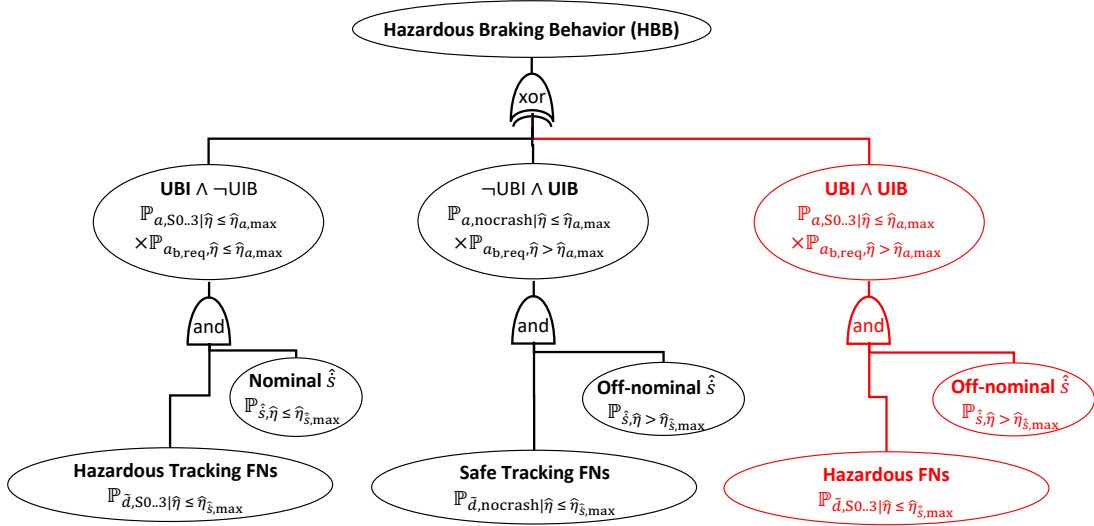 Hazardous Braking Behavior (HBB)
xor
UBI ∧ ¬UIB
ℙ_{a,S0..3|η̂ ≤ η̂_{a,max}}
×ℙ_{a_{b,req},η̂ ≤ η̂_{a,max}}
¬UBI ∧ UIB
ℙ_{a,nocrash|η̂ ≤ η̂_{a,max}}
×ℙ_{a_{b,req},η̂ > η̂_{a,max}}
UBI ∧ UIB
ℙ_{a,S0..3|η̂ ≤ η̂_{a,max}}
×ℙ_{a_{b,req},η̂ > η̂_{a,max}}
and
and
and
Nominal ṡ̂
ℙ_{ṡ̂,η̂ ≤ η̂_{ṡ̂,max}}
Off-nominal ṡ̂
ℙ_{ṡ̂,η̂ > η̂_{ṡ̂,max}}
Off-nominal ṡ̂
ℙ_{ṡ̂,η̂ > η̂_{ṡ̂,max}}
Hazardous Tracking FNs
ℙ_{d̃,S0..3|η̂ ≤ η̂_{ṡ̂,max}}
Safe Tracking FNs
ℙ_{d̃,nocrash|η̂ ≤ η̂_{ṡ̂,max}}
Hazardous FNs
ℙ_{d̃,S0..3|η̂ ≤ η̂_{ṡ̂,max}}